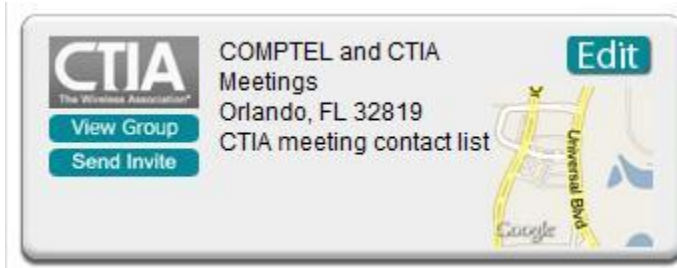 CTIA
The Wireless Association®
View Group
Send Invite
COMPTEL and CTIA
Meetings
Orlando, FL 32819
CTIA meeting contact list
Edit
Universal Blvd
Google